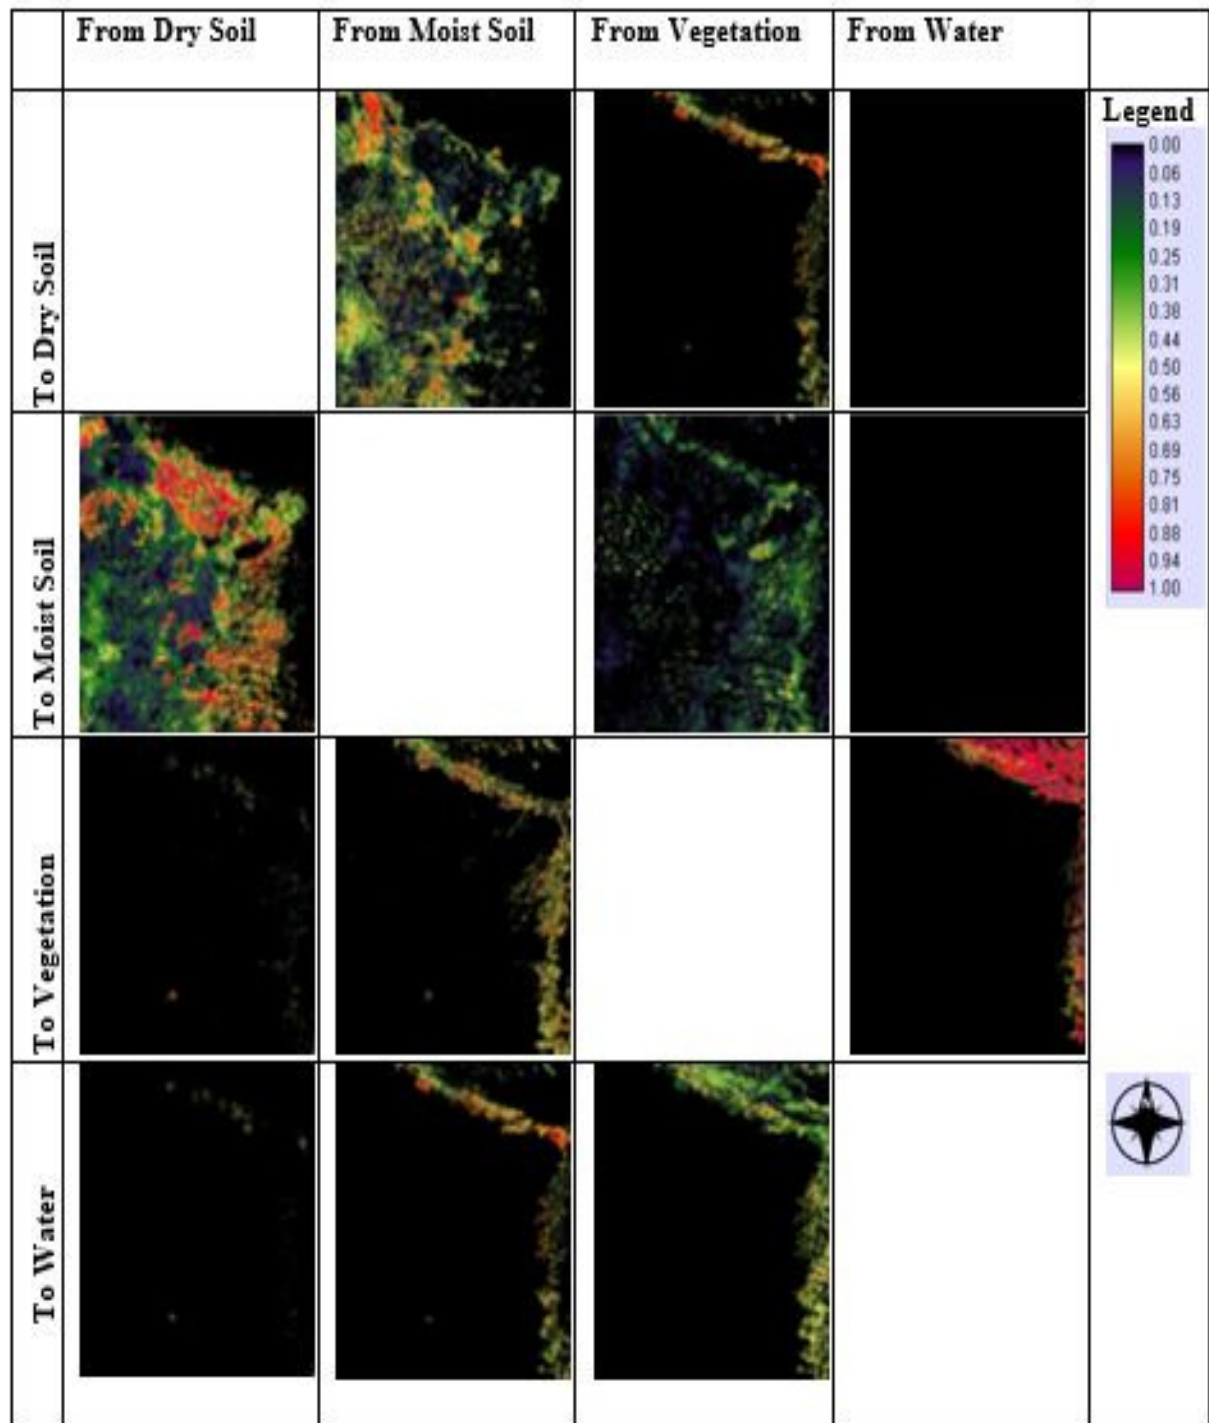 From Dry Soil
From Moist Soil
From Vegetation
From Water
To Dry Soil
Legend
0.00
0.06
0.13
0.19
0.25
0.31
0.38
0.44
0.50
0.56
0.63
0.69
0.75
0.81
0.88
0.94
1.00
To Moist Soil
To Vegetation
To Water